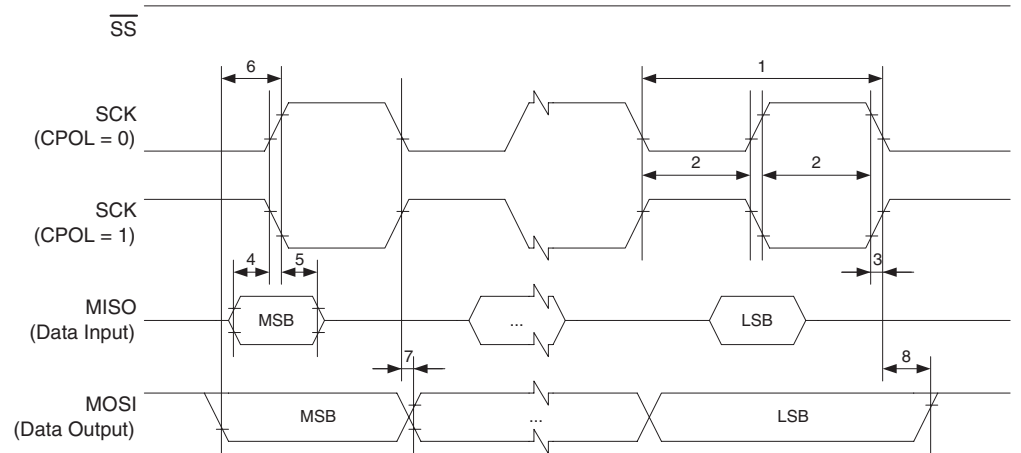 SS
6
1
SCK
(CPOL = 0)
2
2
SCK
(CPOL = 1)
4
5
3
MISO
(Data Input)
MSB
...
LSB
7
8
MOSI
(Data Output)
MSB
...
LSB